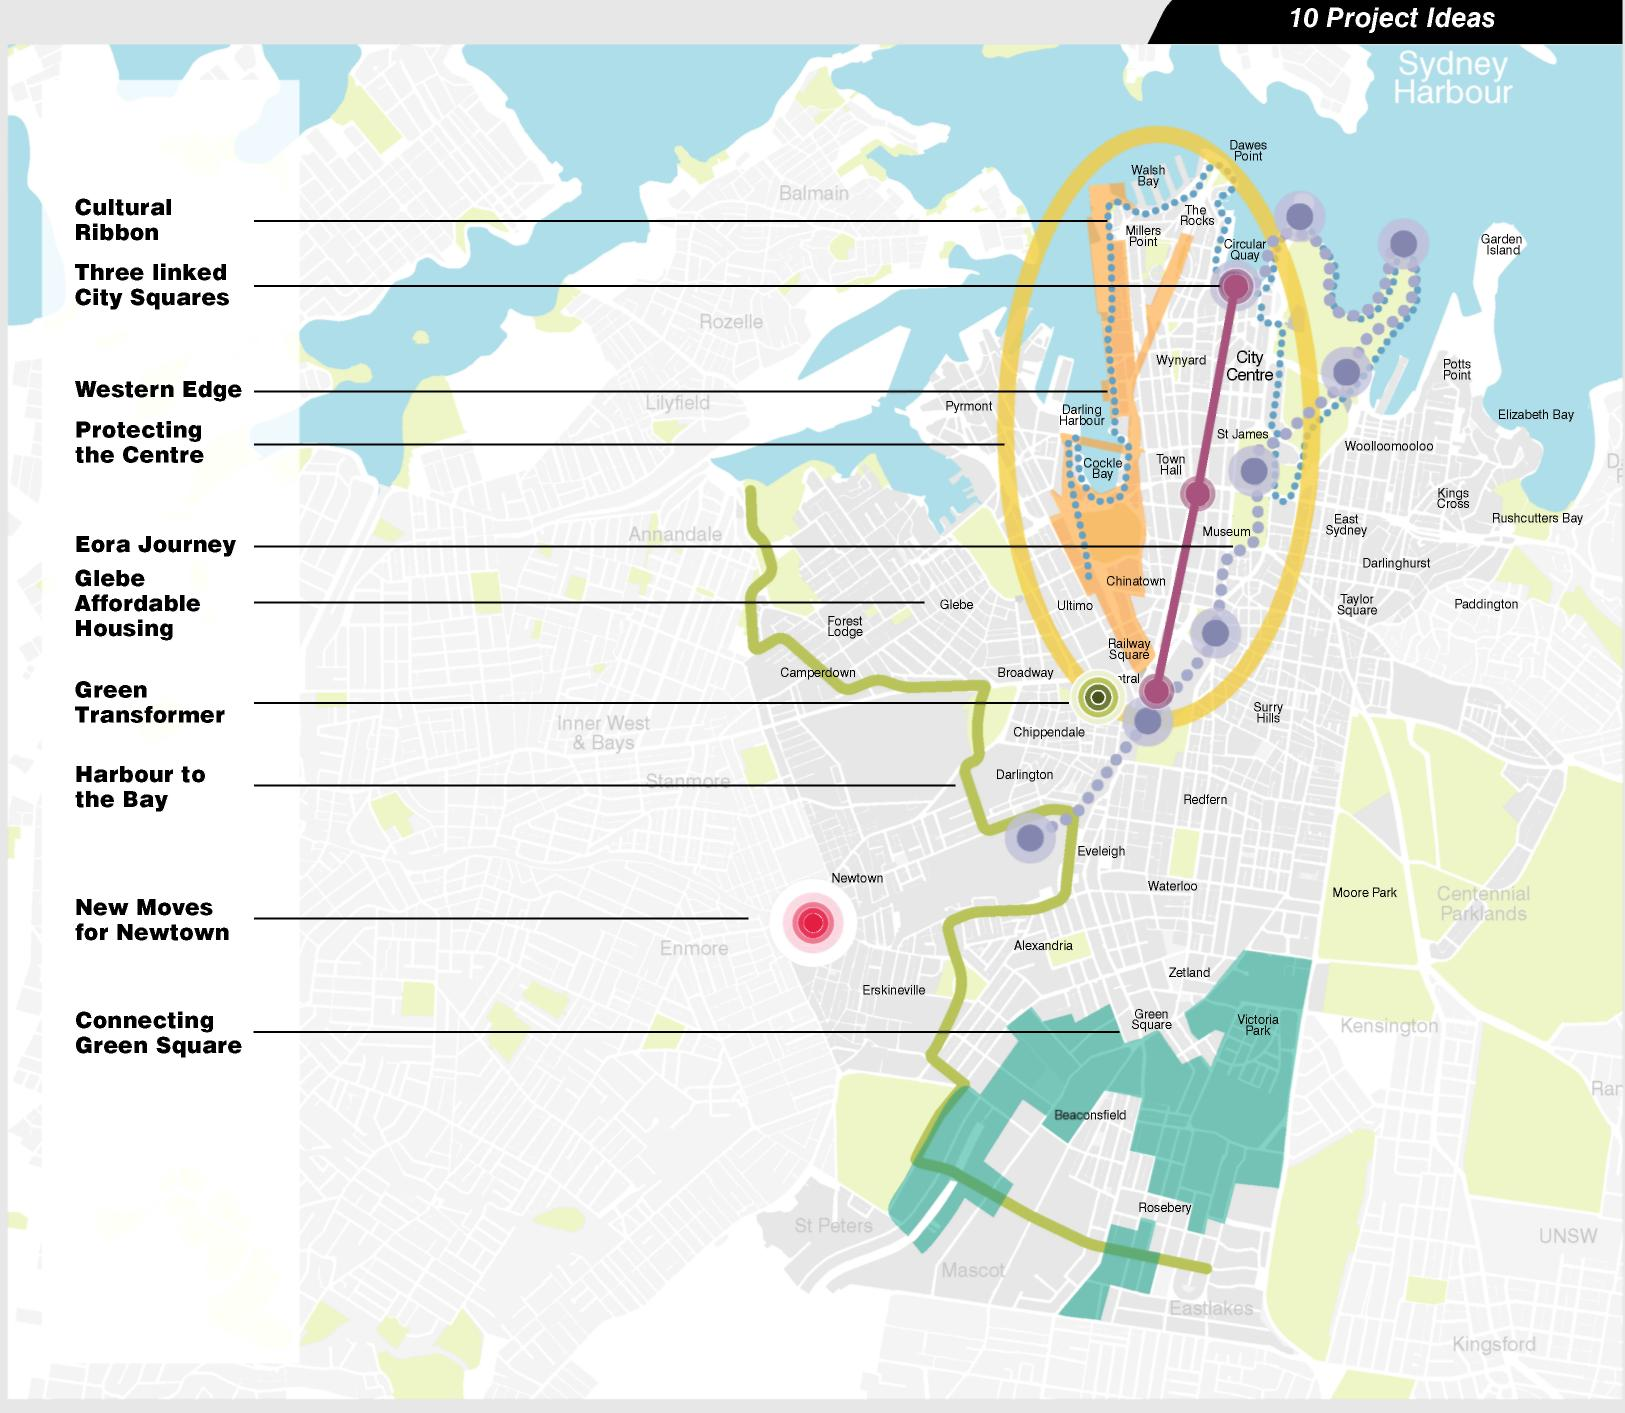 10 Project Ideas
Sydney
Harbour
Cultural
Ribbon
Three linked
City Squares
Western Edge
Protecting
the Centre
Eora Journey
Glebe
Affordable
Housing
Green
Transformer
Harbour to
the Bay
New Moves
for Newtown
Connecting
Green Square
Dawes
Point
Walsh
Bay
Balmain
The
Rocks
Millers
Point
Circular
Quay
Garden
Island
Rozelle
Wynyard
City
Centre
Potts
Point
Lilyfield
Pyrmont
Darling
Harbour
Elizabeth Bay
St James
Woolloomooloo
Town
Hall
Cockle
Bay
Kings
Cross
Rushcutters Bay
East
Sydney
Annandale
Museum
Darlinghurst
Chinatown
Glebe
Ultimo
Taylor
Square
Paddington
Forest
Lodge
Railway
Square
Camperdown
Broadway
tral
Surry
Hills
Inner West
& Bays
Chippendale
Stanmore
Darlington
Redfern
Eveleigh
Newtown
Waterloo
Moore Park
Centennial
Parklands
Enmore
Alexandria
Zetland
Erskineville
Green
Square
Victoria
Park
Kensington
Ran
Beaconsfield
Rosebery
St Peters
UNSW
Mascot
Eastlakes
Kingsford